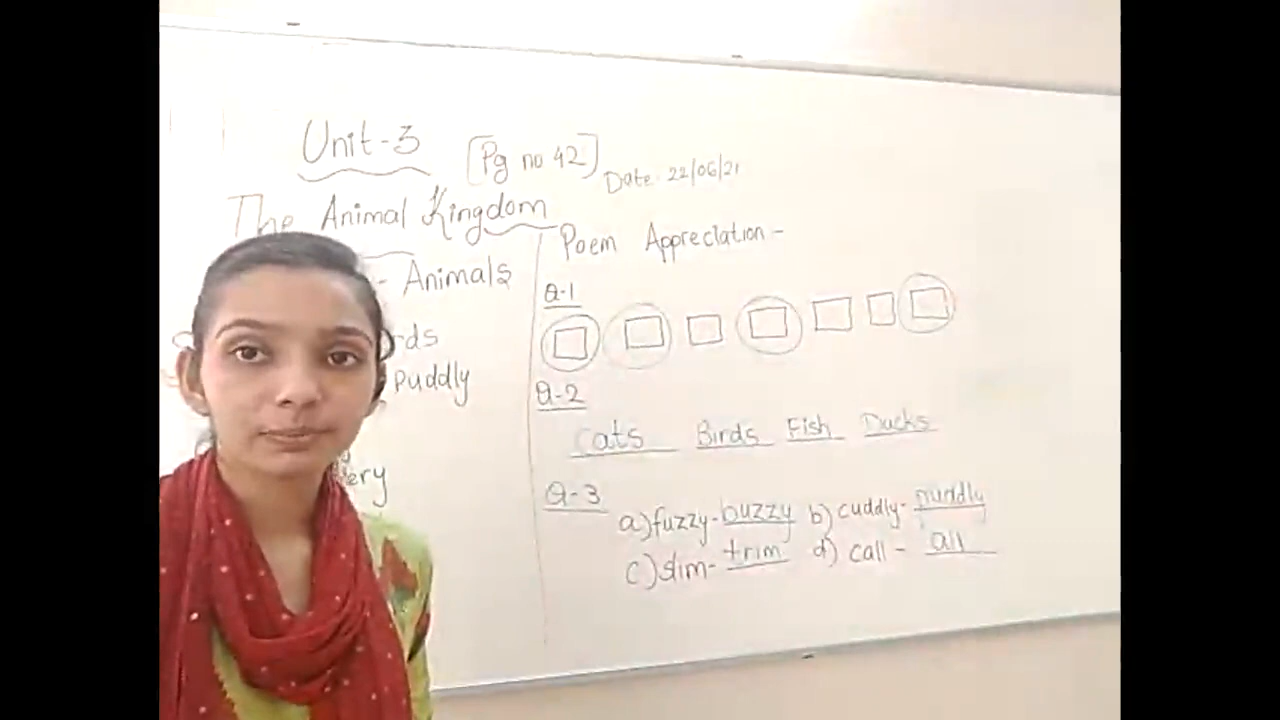 Unit-3
[Pg no 42]
Date: 22/06/21
The Animal Kingdom
- Animals
rds
puddly
ery
Poem Appreciation -
Q-1
Q-2
Cats Birds Fish Ducks
Q-3
a) fuzzy - buzzy b) cuddly - puddly
c) slim - trim d) call - all